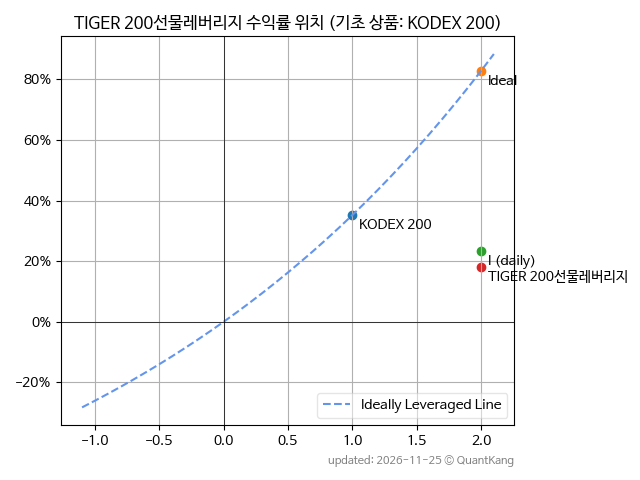 TIGER 200선물레버리지 수익률 위치 (기초 상품: KODEX 200)
80%
60%
40%
20%
0%
−20%
Ideal
KODEX 200
I (daily)
TIGER 200선물레버리지
Ideally Leveraged Line
−1.0 −0.5 0.0 0.5 1.0 1.5 2.0
updated: 2026-11-25 © QuantKang